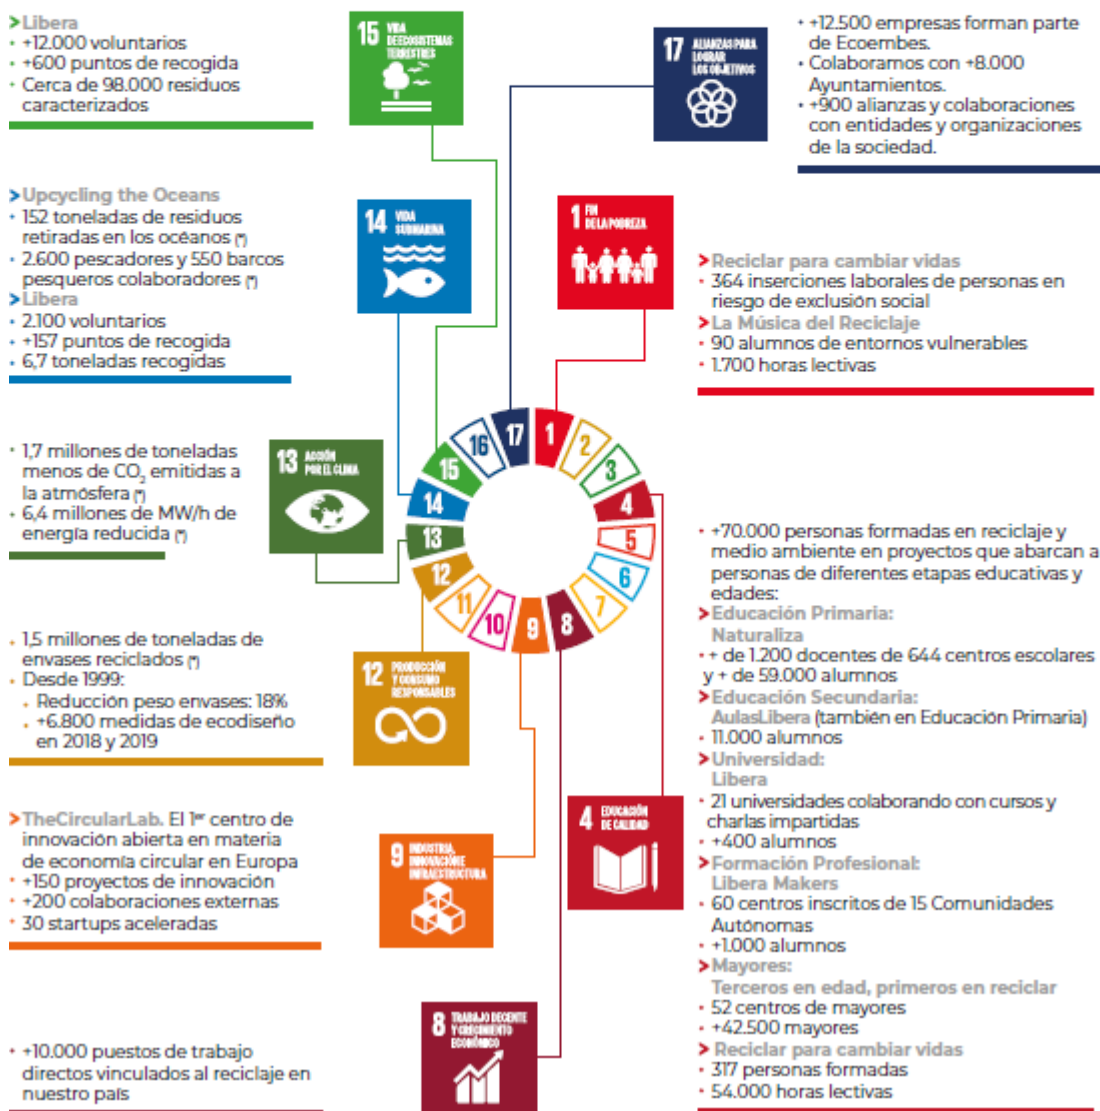 >Libera
• +12.000 voluntarios
• +600 puntos de recogida
• Cerca de 98.000 residuos
caracterizados
15 VIDA
DE ECOSISTEMAS
TERRESTRES
17 ALIANZAS PARA
LOGRAR
LOS OBJETIVOS
• +12.500 empresas forman parte
de Ecoembes.
• Colaboramos con +8.000
Ayuntamientos.
• +900 alianzas y colaboraciones
con entidades y organizaciones
de la sociedad.
>Upcycling the Oceans
• 152 toneladas de residuos
retiradas en los océanos (*)
• 2.600 pescadores y 550 barcos
pesqueros colaboradores (*)
>Libera
• 2.100 voluntarios
• +157 puntos de recogida
• 6,7 toneladas recogidas
14 VIDA
SUBMARINA
1 FIN
DE LA POBREZA
>Reciclar para cambiar vidas
• 364 inserciones laborales de personas en
riesgo de exclusión social
>La Música del Reciclaje
• 90 alumnos de entornos vulnerables
• 1.700 horas lectivas
• 1,7 millones de toneladas
menos de CO2 emitidas a
la atmósfera (*)
• 6,4 millones de MW/h de
energía reducida (*)
13 ACCIÓN
POR EL CLIMA
1
2
3
4
5
6
7
8
9
10
11
12
13
14
15
16
17
• 1,5 millones de toneladas de
envases reciclados (*)
• Desde 1999:
• Reducción peso envases: 18%
• +6.800 medidas de ecodiseño
en 2018 y 2019
12 PRODUCCIÓN
Y CONSUMO
RESPONSABLES
>TheCircularLab. El 1er centro de
innovación abierta en materia
de economía circular en Europa
• +150 proyectos de innovación
• +200 colaboraciones externas
• 30 startups aceleradas
9 INDUSTRIA,
INNOVACIÓN E
INFRAESTRUCTURA
4 EDUCACIÓN
DE CALIDAD
• +70.000 personas formadas en reciclaje y
medio ambiente en proyectos que abarcan a
personas de diferentes etapas educativas y
edades:
>Educación Primaria:
Naturaliza
• + de 1.200 docentes de 644 centros escolares
y + de 59.000 alumnos
>Educación Secundaria:
AulasLibera (también en Educación Primaria)
• 11.000 alumnos
>Universidad:
Libera
• 21 universidades colaborando con cursos y
charlas impartidas
• +400 alumnos
>Formación Profesional:
Libera Makers
• 60 centros inscritos de 15 Comunidades
Autónomas
• +1.000 alumnos
>Mayores:
Terceros en edad, primeros en reciclar
• 52 centros de mayores
• +42.500 mayores
> Reciclar para cambiar vidas
• 317 personas formadas
• 54.000 horas lectivas
• +10.000 puestos de trabajo
directos vinculados al reciclaje en
nuestro país
8 TRABAJO DECENTE
Y CRECIMIENTO
ECONÓMICO